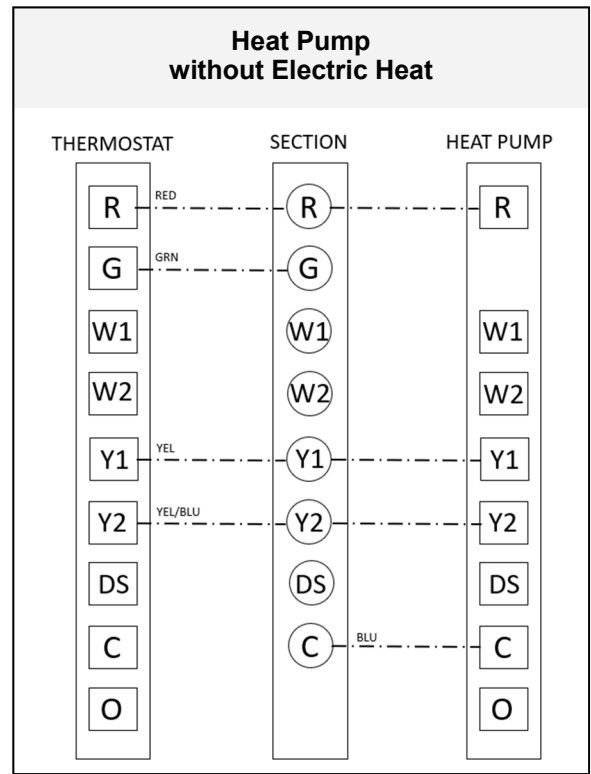 Heat Pump
without Electric Heat
THERMOSTAT SECTION HEAT PUMP
R RED R R
G GRN G
W1 W1 W1
W2 W2 W2
Y1 YEL Y1 Y1
Y2 YEL/BLU Y2 Y2
DS DS DS
C C BLU C
O O